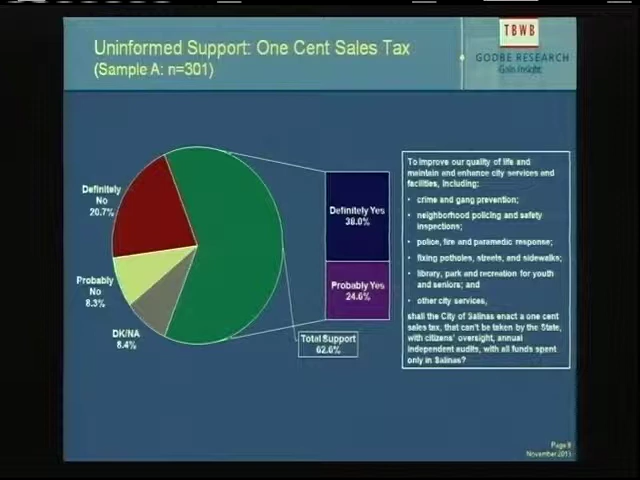 Uninformed Support: One Cent Sales Tax
(Sample A: n=301)
TBWB
GODBE RESEARCH
Gain Insight
Definitely
No
20.7%
Probably
No
8.3%
DK/NA
8.4%
Definitely Yes
38.0%
Probably Yes
24.6%
Total Support
62.6%
To improve our quality of life and
maintain and enhance city services and
facilities, including:
• crime and gang prevention;
• neighborhood policing and safety
inspections;
• police, fire and paramedic response;
• fixing potholes, streets, and sidewalks;
• library, park and recreation for youth
and seniors; and
• other city services,
shall the City of Salinas enact a one cent
sales tax, that can't be taken by the State,
with citizens' oversight, annual
independent audits, with all funds spent
only in Salinas?
Page
November